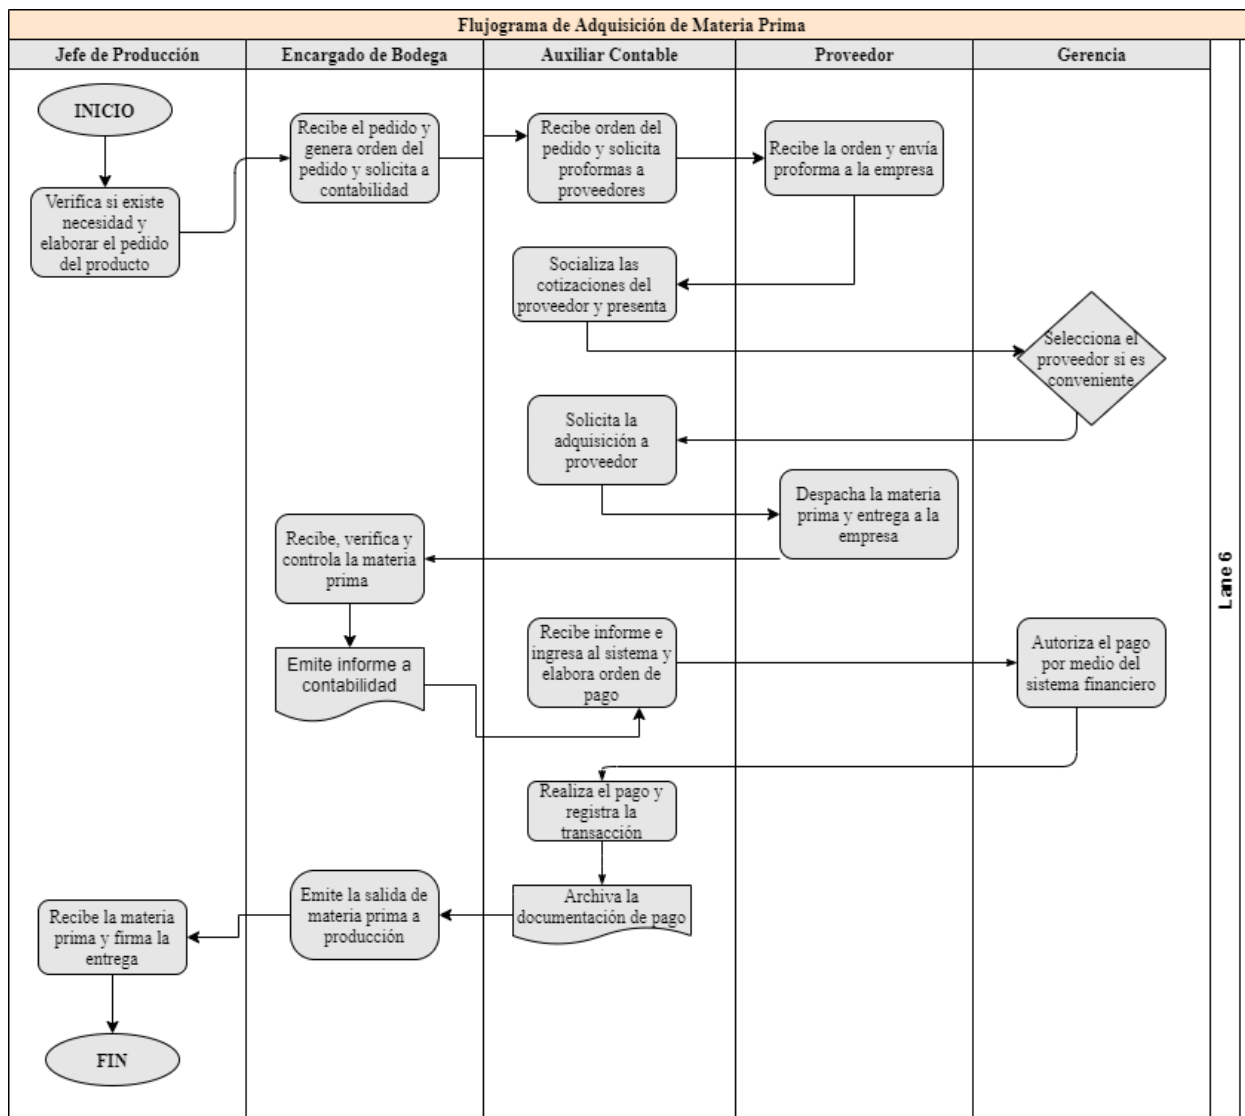 Flujograma de Adquisición de Materia Prima
Jefe de Producción
Encargado de Bodega
Auxiliar Contable
Proveedor
Gerencia
INICIO
Verifica si existe
necesidad y
elaborar el pedido
del producto
Recibe el pedido y
genera orden del
pedido y solicita a
contabilidad
Recibe orden del
pedido y solicita
proformas a
proveedores
Recibe la orden y envía
proforma a la empresa
Socializa las
cotizaciones del
proveedor y presenta
Selecciona el
proveedor si es
conveniente
Solicita la
adquisición a
proveedor
Despacha la materia
prima y entrega a la
empresa
Recibe, verifica y
controla la materia
prima
Emite informe a
contabilidad
Recibe informe e
ingresa al sistema y
elabora orden de
pago
Autoriza el pago
por medio del
sistema financiero
Realiza el pago y
registra la
transacción
Archiva la
documentación de pago
Emite la salida de
materia prima a
producción
Recibe la materia
prima y firma la
entrega
FIN
Lane 6